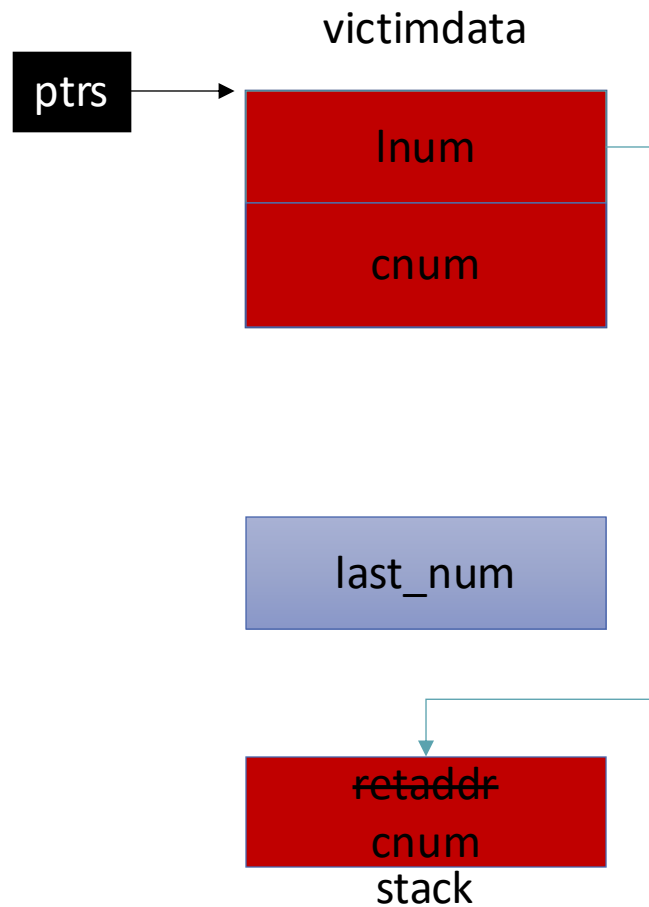 victimdata
ptrs
lnum
cnum
last_num
retaddr
cnum
stack